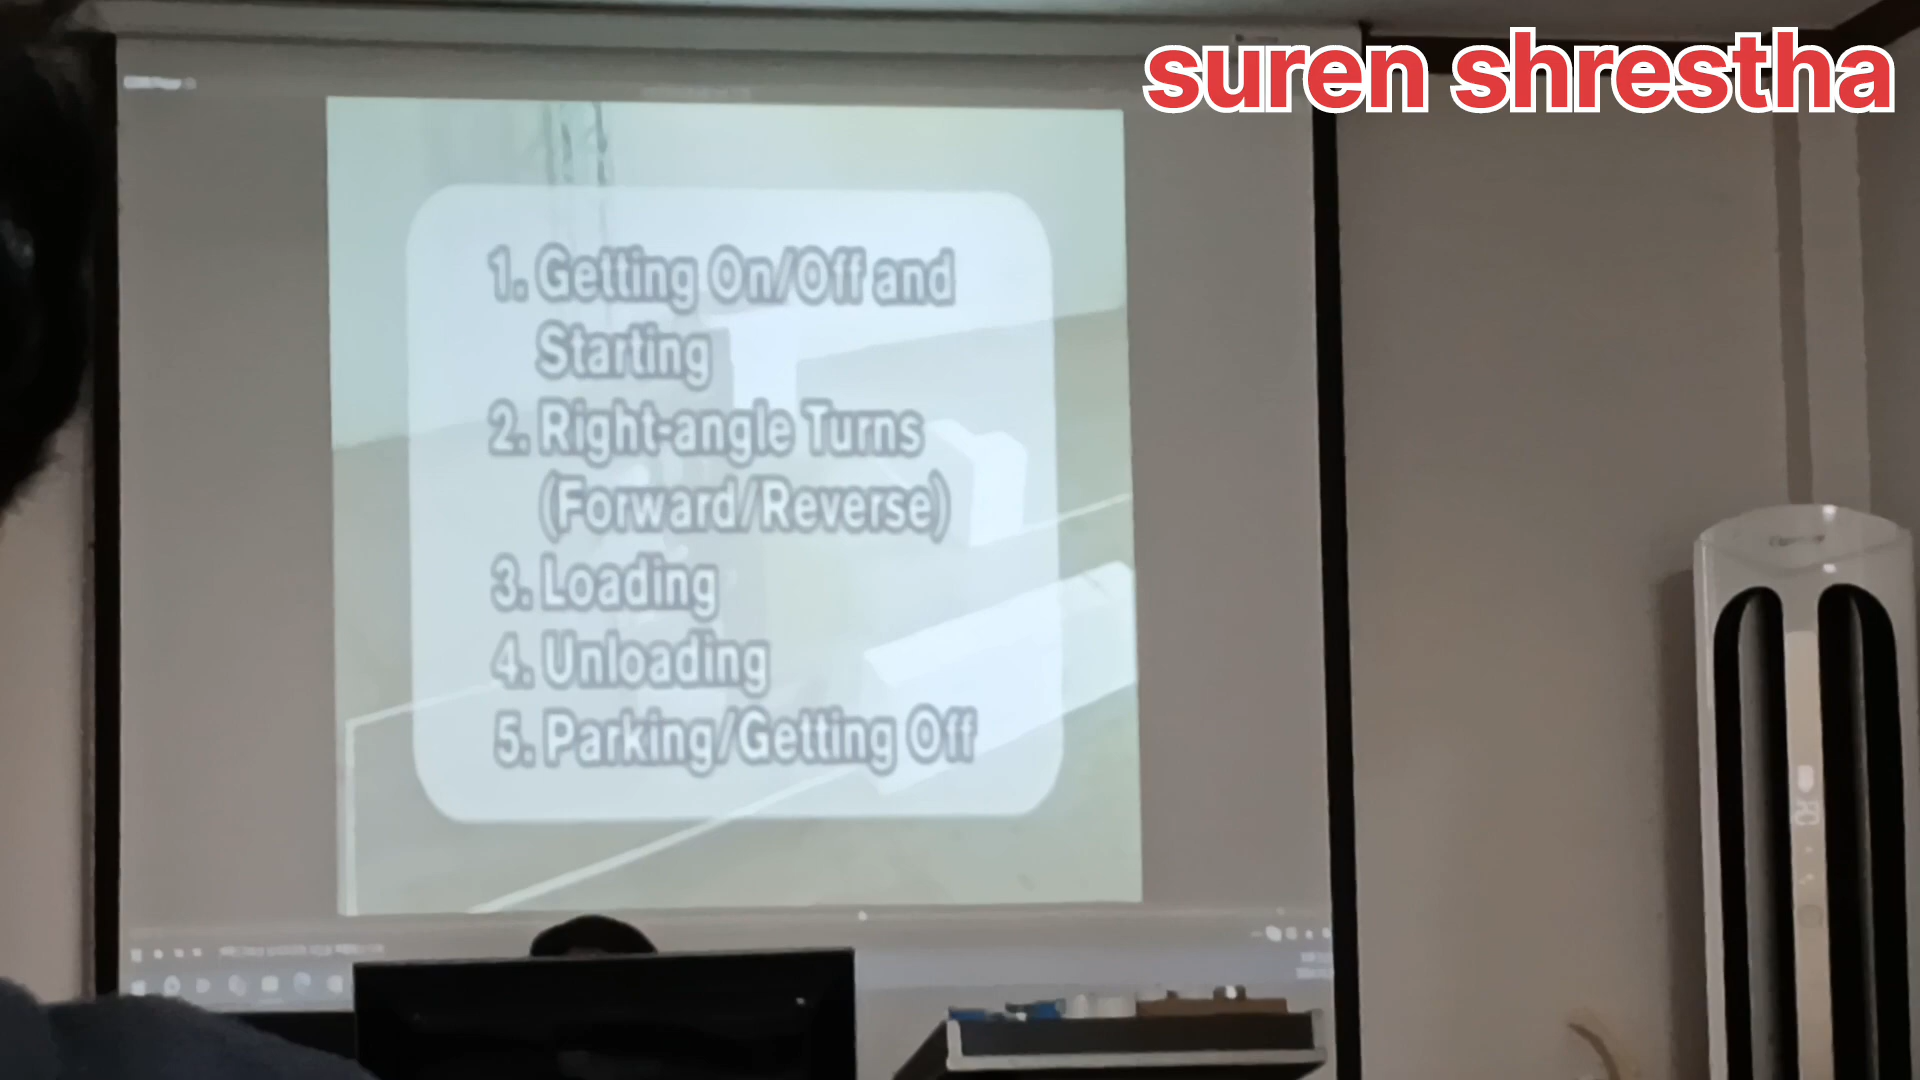 suren shrestha
1. Getting On/Off and
Starting
2. Right-angle Turns
(Forward/Reverse)
3. Loading
4. Unloading
5. Parking/Getting Off